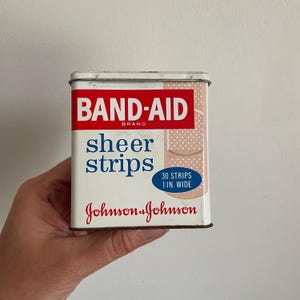 BAND-AID
BRAND
sheer
strips
30 STRIPS
1 IN. WIDE
Johnson & Johnson